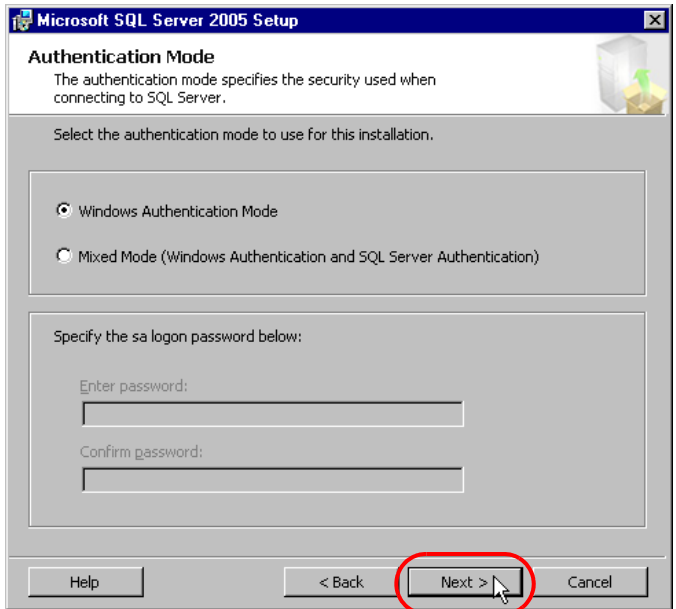 Microsoft SQL Server 2005 Setup
Authentication Mode
The authentication mode specifies the security used when
connecting to SQL Server.
Select the authentication mode to use for this installation.
Windows Authentication Mode
Mixed Mode (Windows Authentication and SQL Server Authentication)
Specify the sa logon password below:
Enter password:
Confirm password:
Help
< Back
Next >
Cancel